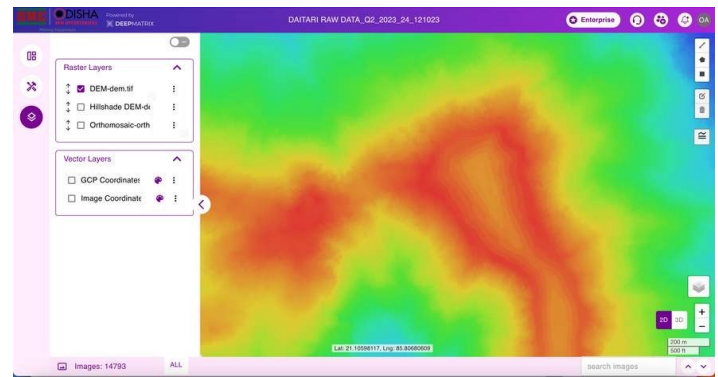 DISHA
Powered by
DEEPMATRIX
DAITARI RAW DATA_Q2_2023_24_121023
Enterprise
OA
Raster Layers
DEM-dem.tif
Hillshade DEM-de
Orthomosaic-orth
Vector Layers
GCP Coordinates
Image Coordinate
2D
3D
200 m
500 ft
Lat: 21.10598117, Lng: 85.80680809
Images: 14793
ALL
search images